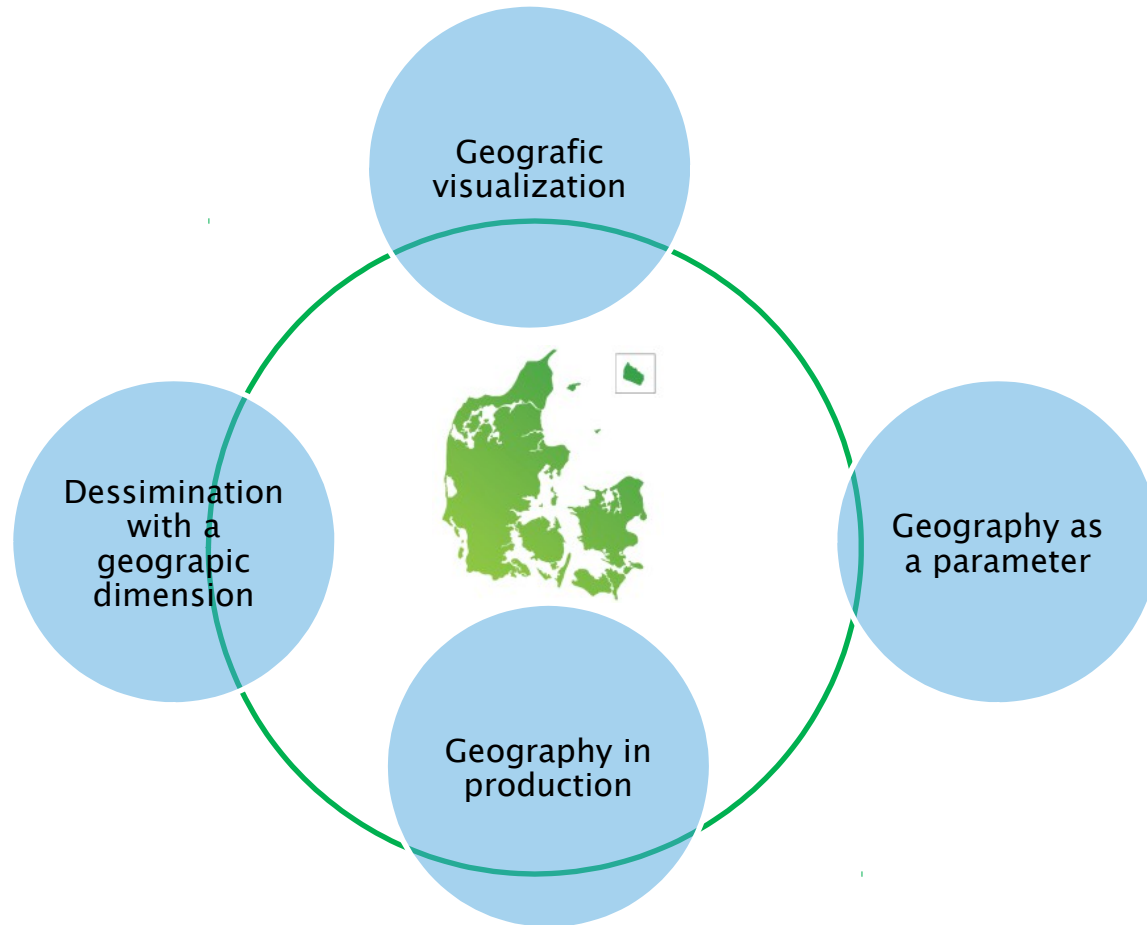 Geografic
visualization
Dessimination
with a
geograpic
dimension
Geography as
a parameter
Geography in
production